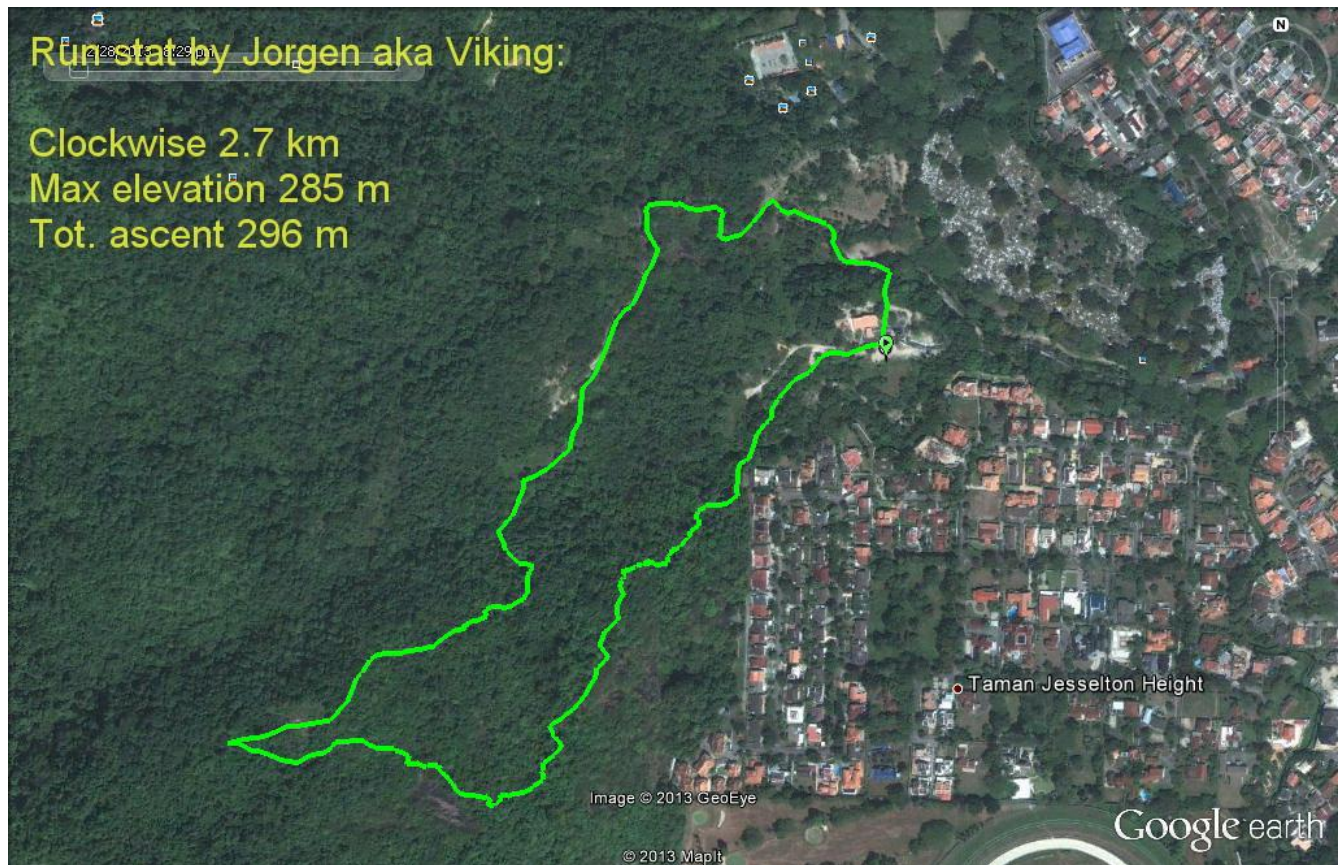 Run stat by Jorgen aka Viking:
Clockwise 2.7 km
Max elevation 285 m
Tot. ascent 296 m
N
Taman Jesselton Height
Image © 2013 GeoEye
Google earth
© 2013 MapIt